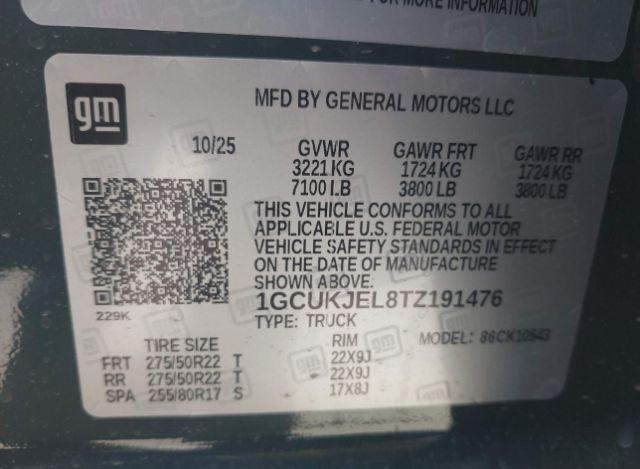 FOR MORE INFORMATION
gm
MFD BY GENERAL MOTORS LLC
10/25 GVWR GAWR FRT GAWR RR
3221 KG 1724 KG 1724 KG
7100 LB 3800 LB 3800 LB
THIS VEHICLE CONFORMS TO ALL
APPLICABLE U.S. FEDERAL MOTOR
VEHICLE SAFETY STANDARDS IN EFFECT
ON THE DATE OF MANUFACTURE
SHOWN ABOVE.
229K 1GCUKJEL8TZ191476
TYPE: TRUCK MODEL: 86CK10543
TIRE SIZE RIM
FRT 275/50R22 T 22X9J
RR 275/50R22 T 22X9J
SPA 255/80R17 S 17X8J